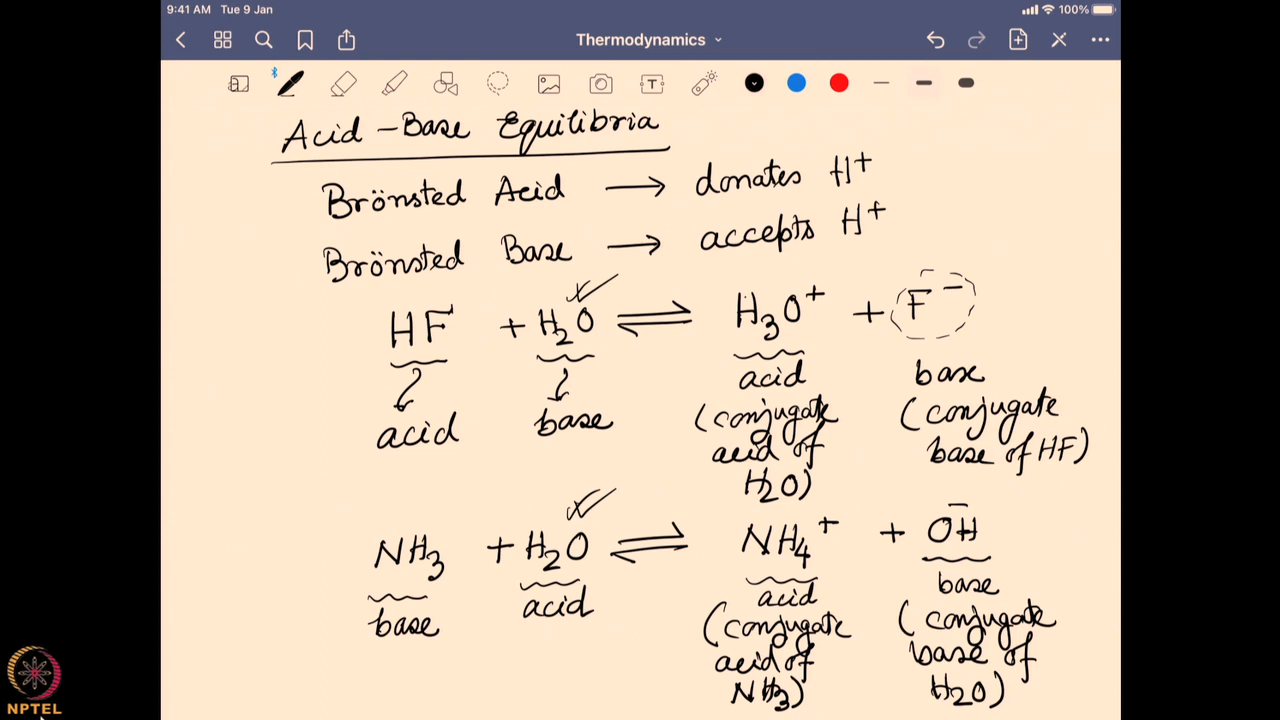 9:41 AM Tue 9 Jan
100%
Thermodynamics
Acid-Base Equilibria
Brönsted Acid → donates H+
Brönsted Base → accepts H+
HF + H2O ⇌ H3O+ + F-
acid base acid base
(conjugate acid of H2O) (conjugate base of HF)
NH3 + H2O ⇌ NH4+ + OH-
base acid acid base
(conjugate acid of NH3) (conjugate base of H2O)
NPTEL